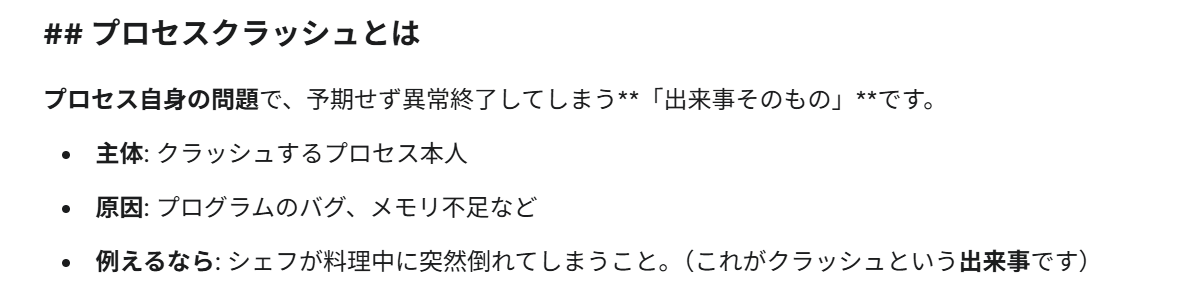 ## プロセスクラッシュとは
プロセス自身の問題で、予期せず異常終了してしまう**「出来事そのもの」**です。
• 主体: クラッシュするプロセス本人
• 原因: プログラムのバグ、メモリ不足など
• 例えるなら: シェフが料理中に突然倒れてしまうこと。（これがクラッシュという出来事です）